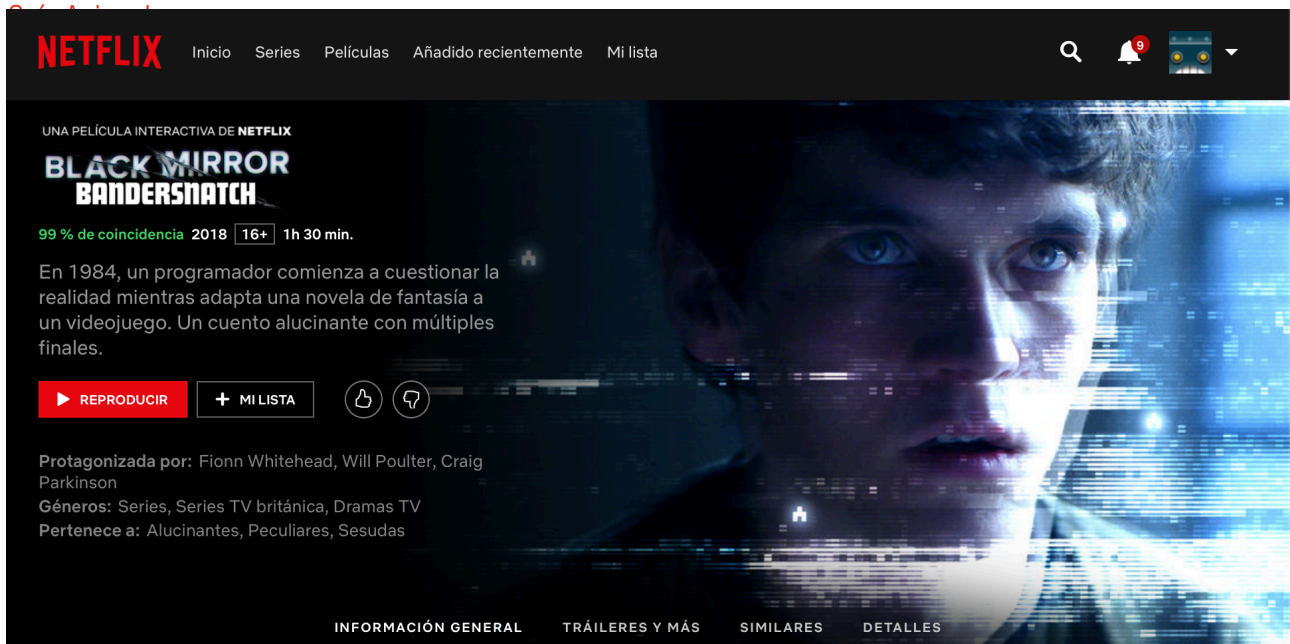 NETFLIX Inicio Series Películas Añadido recientemente Mi lista 9
UNA PELÍCULA INTERACTIVA DE NETFLIX
BLACK MIRROR
BANDERSNATCH
99 % de coincidencia 2018 16+ 1h 30 min.
En 1984, un programador comienza a cuestionar la
realidad mientras adapta una novela de fantasía a
un videojuego. Un cuento alucinante con múltiples
finales.
REPRODUCIR MI LISTA
Protagonizada por: Fionn Whitehead, Will Poulter, Craig
Parkinson
Géneros: Series, Series TV británica, Dramas TV
Pertenece a: Alucinantes, Peculiares, Sesudas
INFORMACIÓN GENERAL TRÁILERES Y MÁS SIMILARES DETALLES